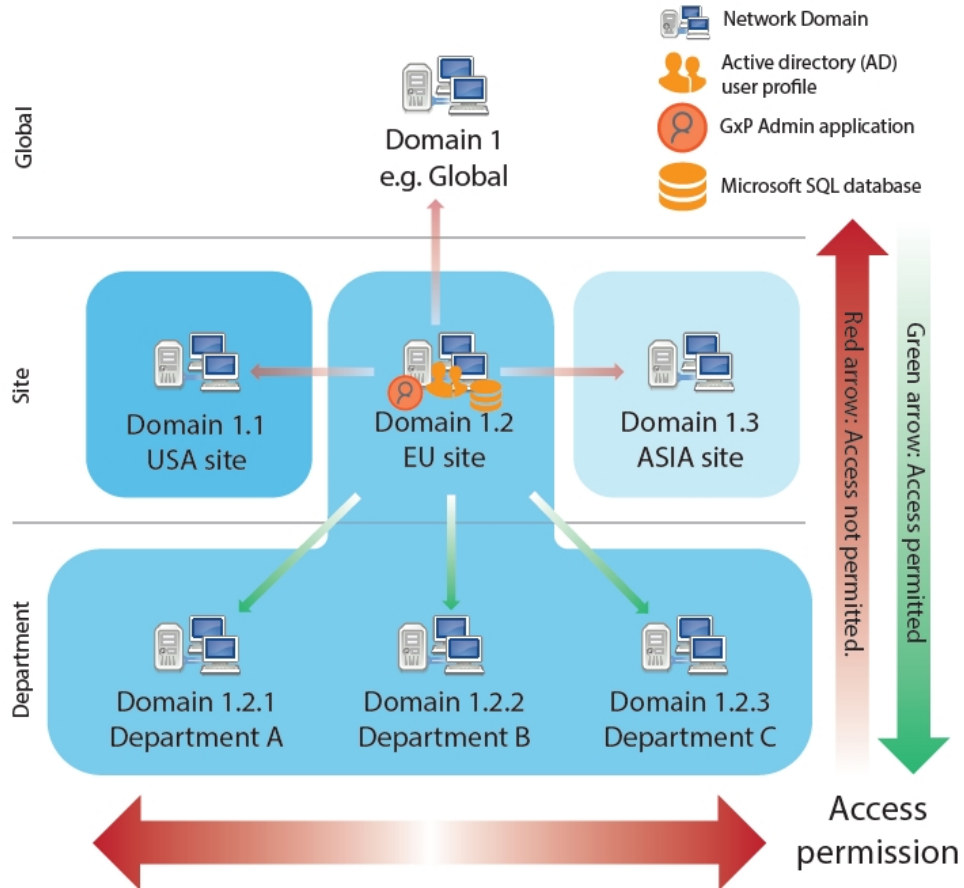 Network Domain
Active directory (AD)
user profile
GxP Admin application
Microsoft SQL database
Global
Domain 1
e.g. Global
Site
Domain 1.1
USA site
Domain 1.2
EU site
Domain 1.3
ASIA site
Department
Domain 1.2.1
Department A
Domain 1.2.2
Department B
Domain 1.2.3
Department C
Red arrow: Access not permitted.
Green arrow: Access permitted
Access
permission